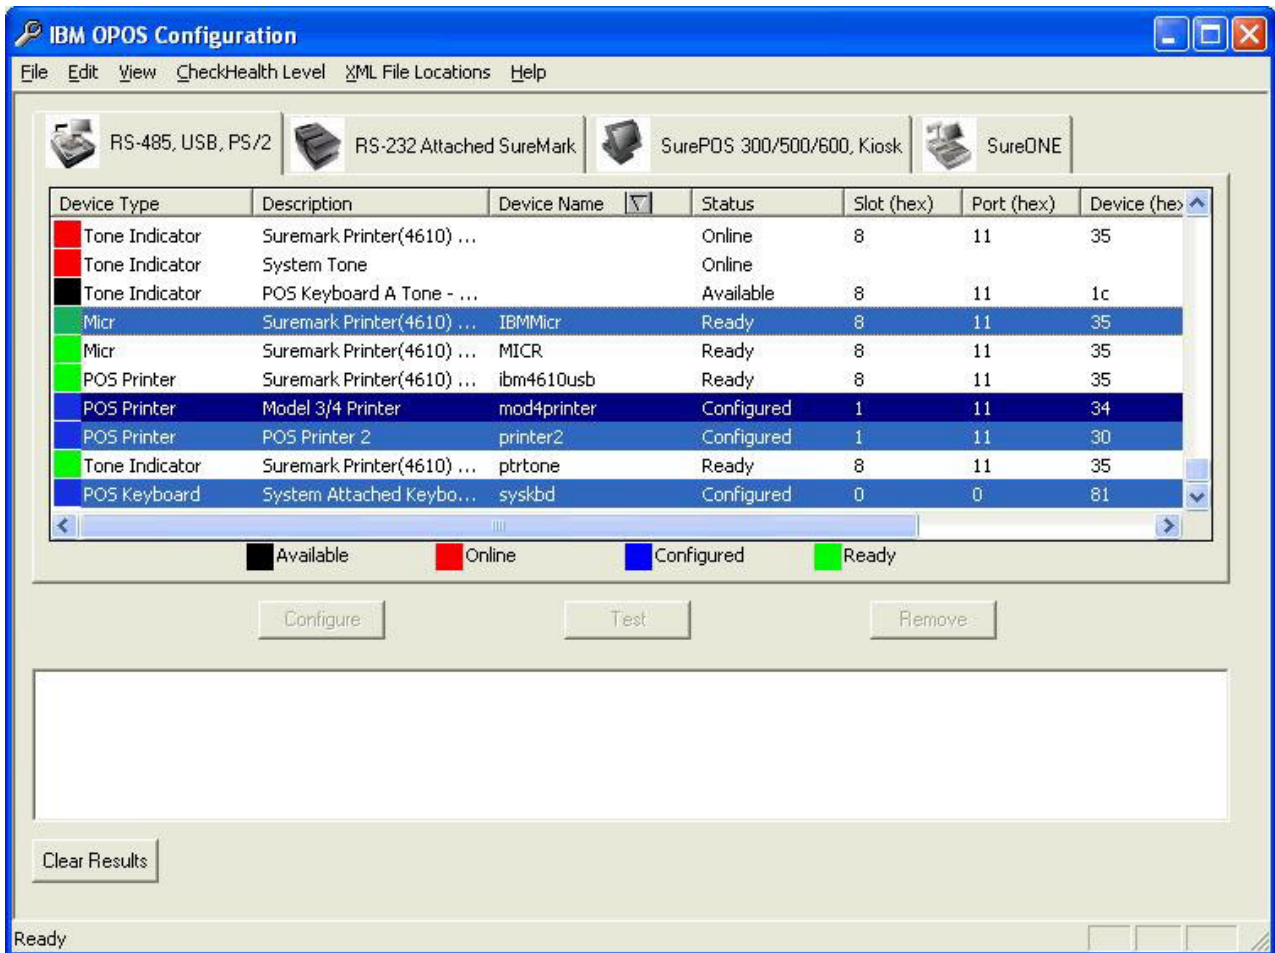 IBM OPOS Configuration
File Edit View CheckHealth Level XML File Locations Help
RS-485, USB, PS/2 RS-232 Attached SureMark SurePOS 300/500/600, Kiosk SureONE
Device Type Description Device Name Status Slot (hex) Port (hex) Device (hex
Tone Indicator Suremark Printer(4610) ... Online 8 11 35
Tone Indicator System Tone Online
Tone Indicator POS Keyboard A Tone - ... Available 8 11 1c
Micr Suremark Printer(4610) ... IBMMicr Ready 8 11 35
Micr Suremark Printer(4610) ... MICR Ready 8 11 35
POS Printer Suremark Printer(4610) ... ibm4610usb Ready 8 11 35
POS Printer Model 3/4 Printer mod4printer Configured 1 11 34
POS Printer POS Printer 2 printer2 Configured 1 11 30
Tone Indicator Suremark Printer(4610) ... ptrtone Ready 8 11 35
POS Keyboard System Attached Keybo... syskbd Configured 0 0 81
Available Online Configured Ready
Configure Test Remove
Clear Results
Ready